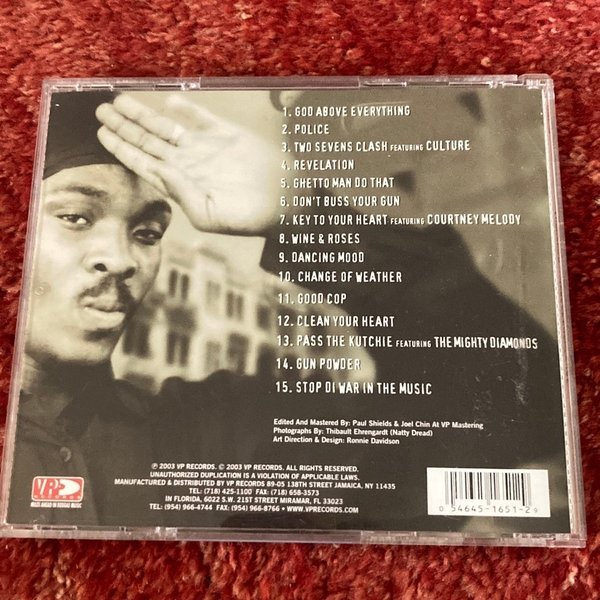 1. GOD ABOVE EVERYTHING
2. POLICE
3. TWO SEVENS CLASH FEATURING CULTURE
4. REVELATION
5. GHETTO MAN DO THAT
6. DON'T BUSS YOUR GUN
7. KEY TO YOUR HEART FEATURING COURTNEY MELODY
8. WINE & ROSES
9. DANCING MOOD
10. CHANGE OF WEATHER
11. GOOD COP
12. CLEAN YOUR HEART
13. PASS THE KUTCHIE FEATURING THE MIGHTY DIAMONDS
14. GUN POWDER
15. STOP DI WAR IN THE MUSIC
Edited And Mastered By: Paul Shields & Joel Chin At VP Mastering
Photographs By: Thibault Ehrengardt (Natty Dread)
Art Direction & Design: Ronnie Davidson
℗ 2003 VP RECORDS. © 2003 VP RECORDS. ALL RIGHTS RESERVED.
UNAUTHORIZED DUPLICATION IS A VIOLATION OF APPLICABLE LAWS.
MANUFACTURED & DISTRIBUTED BY VP RECORDS 89-05 138TH STREET JAMAICA, NY 11435
TEL: (718) 425-1100 FAX: (718) 658-3573
IN FLORIDA, 6022 S.W. 21ST STREET MIRAMAR, FL 33023
TEL: (954) 966-4744 FAX: (954) 966-8766 • WWW.VPRECORDS.COM
VP
RECORDS
MILES AHEAD IN REGGAE MUSIC
0 54645-1651-2 9